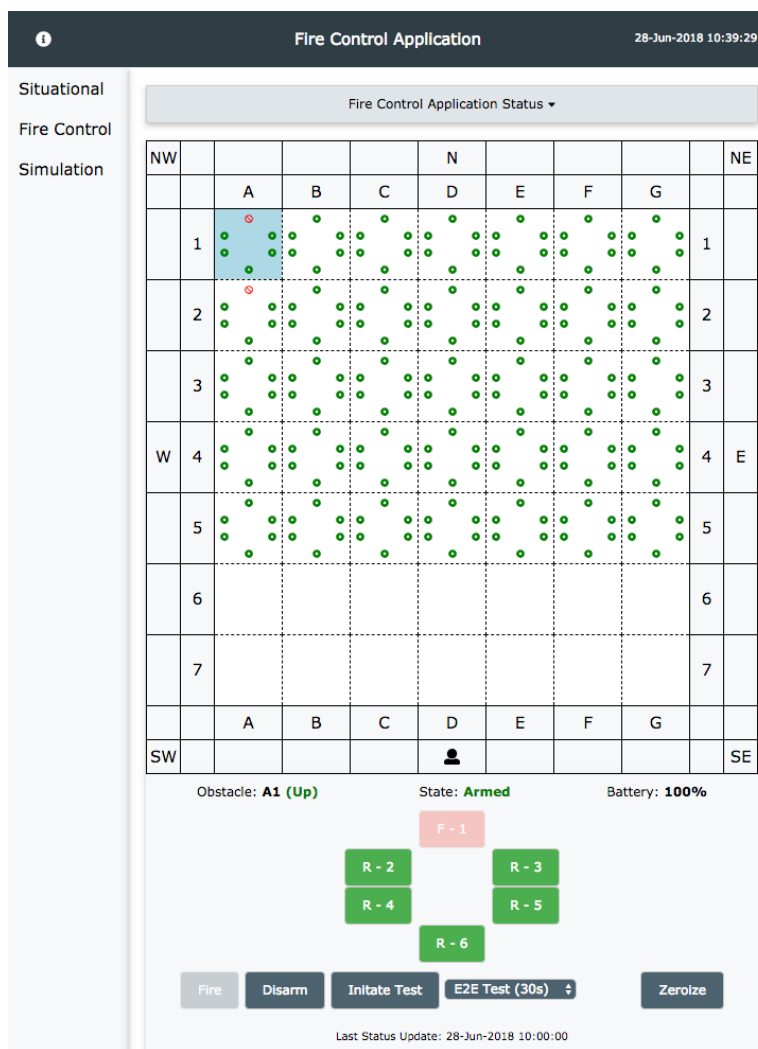 Fire Control Application 28-Jun-2018 10:39:29
Situational
Fire Control
Simulation
Fire Control Application Status
NW N NE
A B C D E F G
1 1
2 2
3 3
W 4 4 E
5 5
6 6
7 7
A B C D E F G
SW SE
Obstacle: A1 (Up) State: Armed Battery: 100%
F - 1
R - 2 R - 3
R - 4 R - 5
R - 6
Fire Disarm Initate Test E2E Test (30s) Zeroize
Last Status Update: 28-Jun-2018 10:00:00